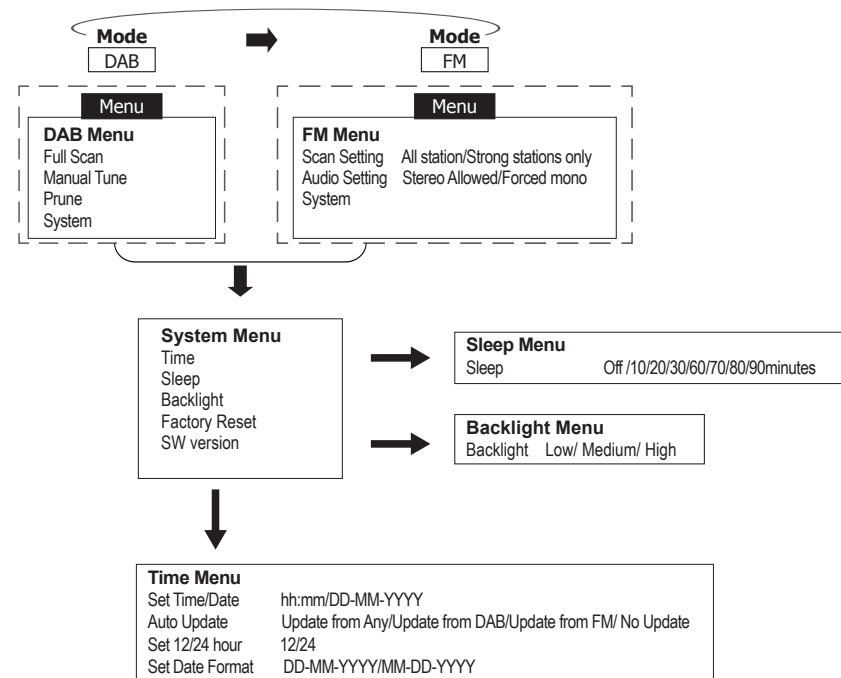 Mode
DAB
Mode
FM
Menu
DAB Menu
Full Scan
Manual Tune
Prune
System
Menu
FM Menu
Scan Setting All station/Strong stations only
Audio Setting Stereo Allowed/Forced mono
System
System Menu
Time
Sleep
Backlight
Factory Reset
SW version
Sleep Menu
Sleep Off /10/20/30/60/70/80/90minutes
Backlight Menu
Backlight Low/ Medium/ High
Time Menu
Set Time/Date hh:mm/DD-MM-YYYY
Auto Update Update from Any/Update from DAB/Update from FM/ No Update
Set 12/24 hour 12/24
Set Date Format DD-MM-YYYY/MM-DD-YYYY